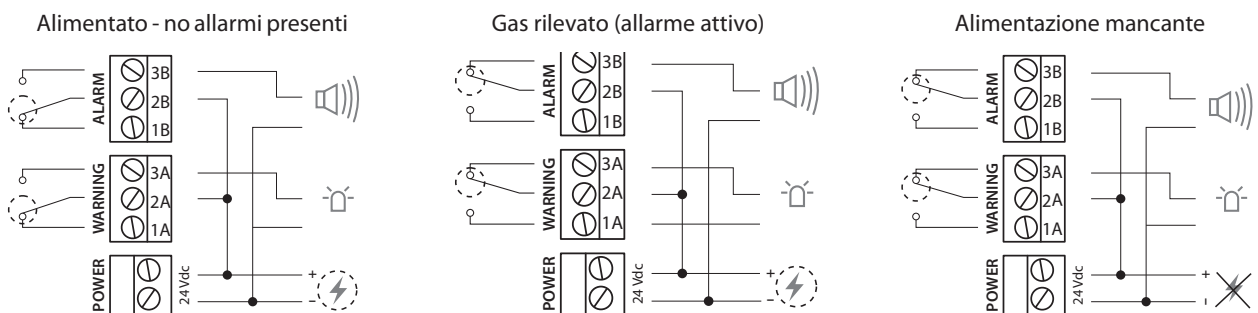 Alimentato - no allarmi presenti
ALARM
3B
2B
1B
WARNING
3A
2A
1A
POWER
24 Vdc
+
–
Gas rilevato (allarme attivo)
ALARM
3B
2B
1B
WARNING
3A
2A
1A
POWER
24 Vdc
+
–
Alimentazione mancante
ALARM
3B
2B
1B
WARNING
3A
2A
1A
POWER
24 Vdc
+
–